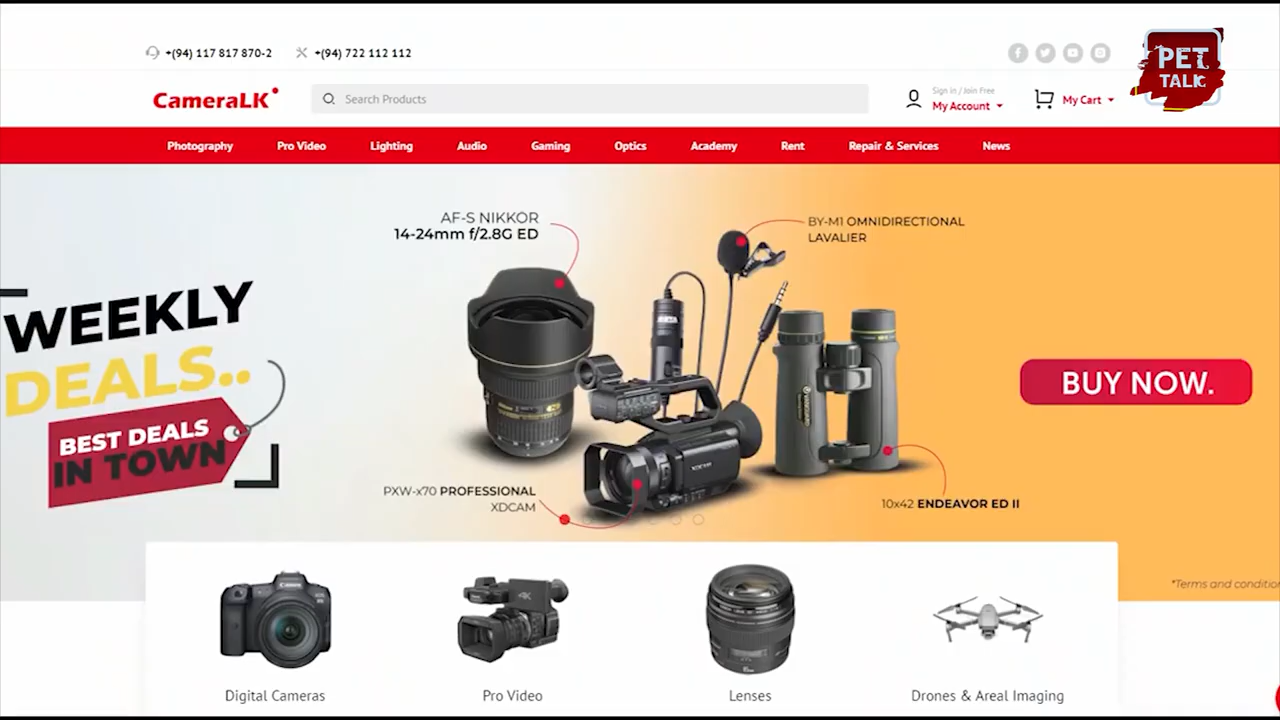 +(94) 117 817 870-2
+(94) 722 112 112
PET
TALK
CameraLK
Search Products
Sign in / Join Free
My Account
My Cart
Photography
Pro Video
Lighting
Audio
Gaming
Optics
Academy
Rent
Repair & Services
News
AF-S NIKKOR
14-24mm f/2.8G ED
BY-M1 OMNIDIRECTIONAL
LAVALIER
WEEKLY
DEALS..
BEST DEALS
IN TOWN
BUY NOW.
PXW-x70 PROFESSIONAL
XDCAM
XDCAM
10x42 ENDEAVOR ED II
*Terms and condition
Canon
4K
Digital Cameras
Pro Video
Lenses
Drones & Areal Imaging